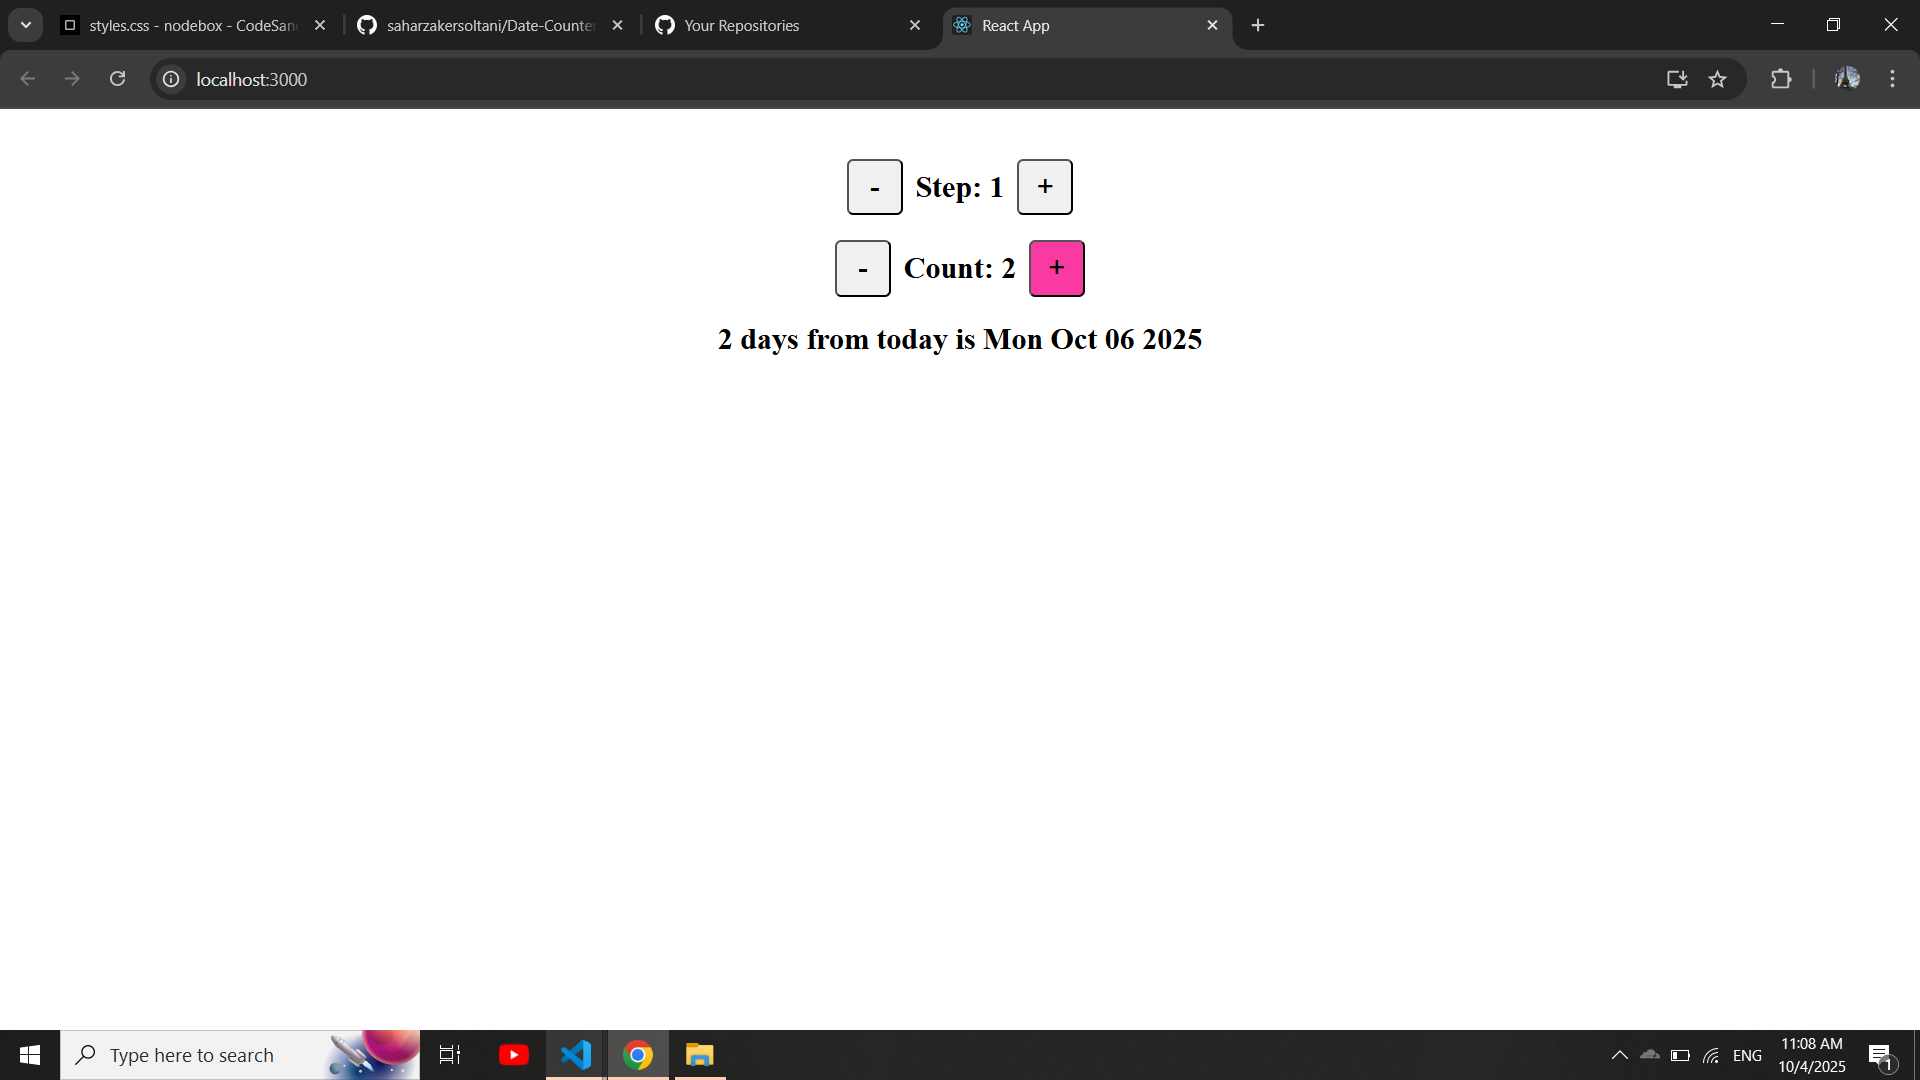 styles.css - nodebox - CodeSan
saharzakersoltani/Date-Counter
Your Repositories
React App
localhost:3000
- Step: 1 +
- Count: 2 +
2 days from today is Mon Oct 06 2025
Type here to search
ENG
11:08 AM
10/4/2025
1